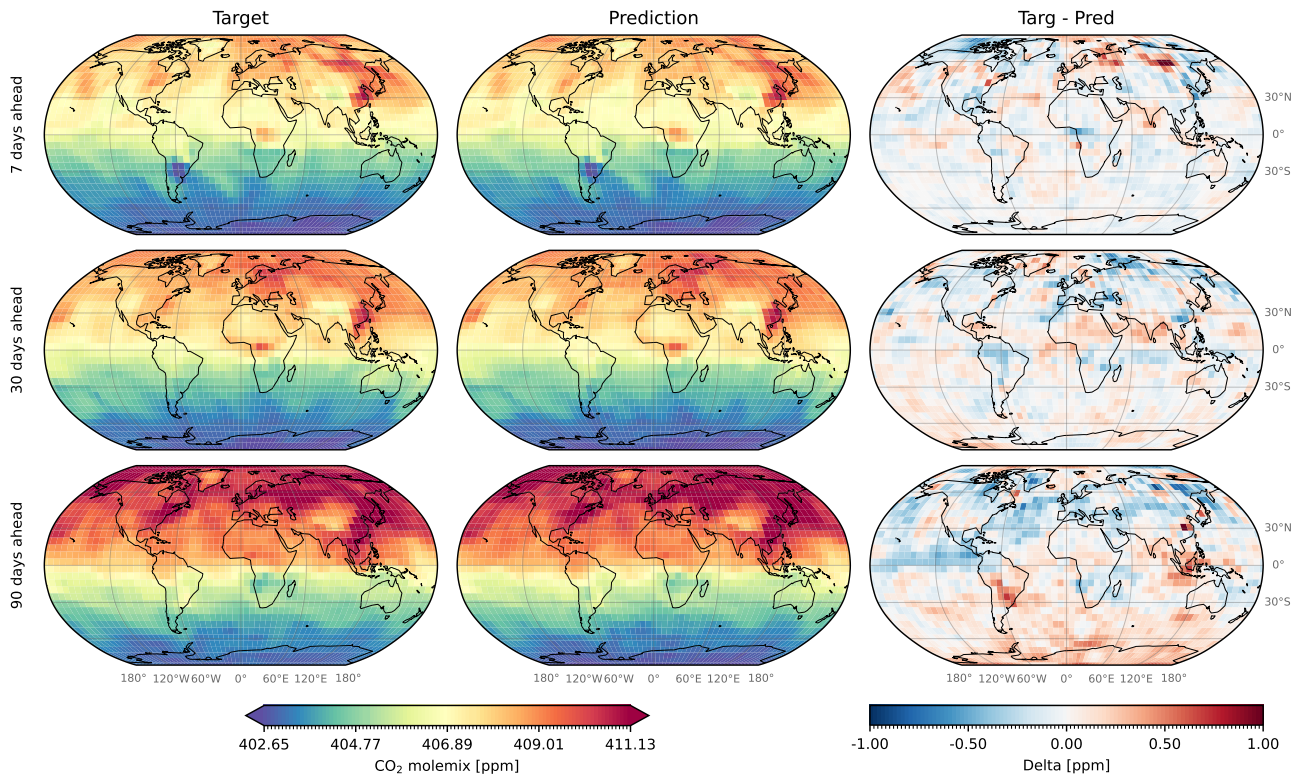 Target Prediction Targ - Pred
7 days ahead
30°N
0°
30°S
30 days ahead
30°N
0°
30°S
90 days ahead
30°N
0°
30°S
180° 120°W 60°W 0° 60°E 120°E 180° 180° 120°W 60°W 0° 60°E 120°E 180° 180° 120°W 60°W 0° 60°E 120°E 180°
402.65 404.77 406.89 409.01 411.13 -1.00 -0.50 0.00 0.50 1.00
CO₂ molemix [ppm] Delta [ppm]